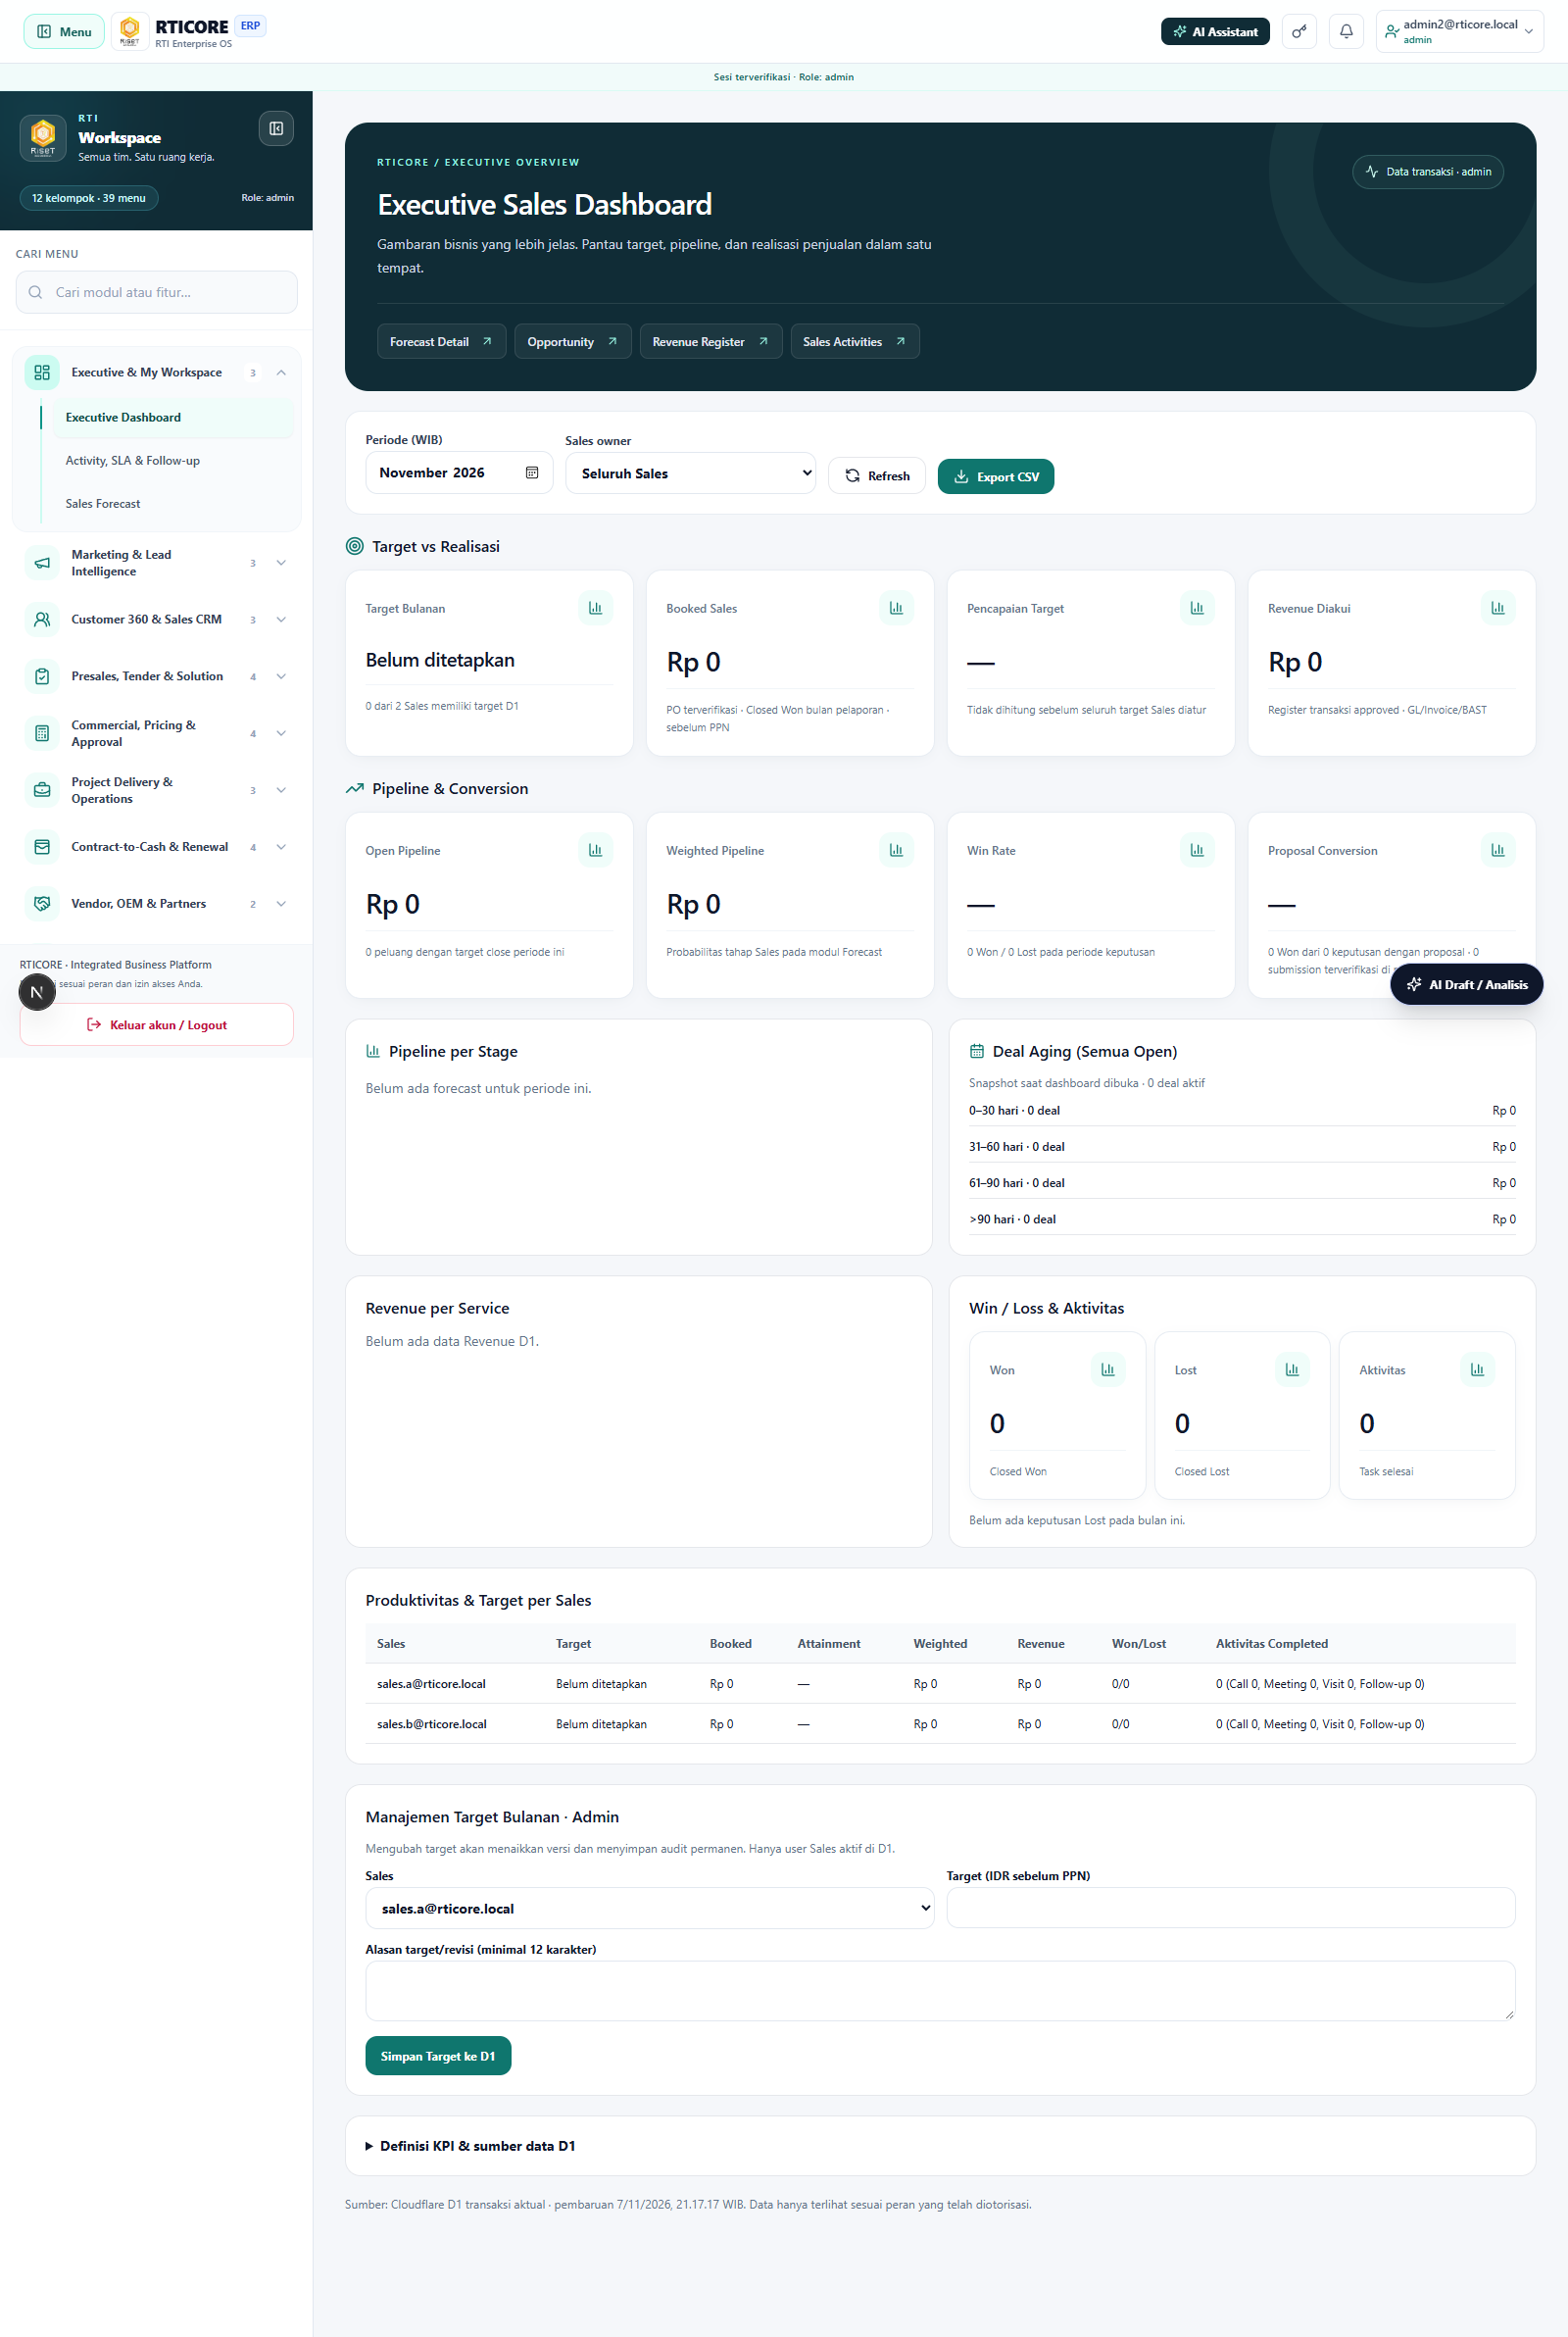 Menu
RTICORE ERP
RTI Enterprise OS
AI Assistant
admin2@rticore.local
admin
Sesi terverifikasi · Role: admin
RTI
Workspace
Semua tim. Satu ruang kerja.
12 kelompok · 39 menu
Role: admin
CARI MENU
Cari modul atau fitur...
Executive & My Workspace 3
Executive Dashboard
Activity, SLA & Follow-up
Sales Forecast
Marketing & Lead
Intelligence
3
Customer 360 & Sales CRM 3
Presales, Tender & Solution 4
Commercial, Pricing &
Approval
4
Project Delivery &
Operations
3
Contract-to-Cash & Renewal 4
Vendor, OEM & Partners 2
RTICORE · Integrated Business Platform
sesuai peran dan izin akses Anda.
N
Keluar akun / Logout
RTICORE / EXECUTIVE OVERVIEW
Data transaksi · admin
Executive Sales Dashboard
Gambaran bisnis yang lebih jelas. Pantau target, pipeline, dan realisasi penjualan dalam satu
tempat.
Forecast Detail
Opportunity
Revenue Register
Sales Activities
Periode (WIB)
November 2026
Sales owner
Seluruh Sales
Refresh
Export CSV
Target vs Realisasi
Target Bulanan
Belum ditetapkan
0 dari 2 Sales memiliki target D1
Booked Sales
Rp 0
PO terverifikasi · Closed Won bulan pelaporan ·
sebelum PPN
Pencapaian Target
—
Tidak dihitung sebelum seluruh target Sales diatur
Revenue Diakui
Rp 0
Register transaksi approved · GL/Invoice/BAST
Pipeline & Conversion
Open Pipeline
Rp 0
0 peluang dengan target close periode ini
Weighted Pipeline
Rp 0
Probabilitas tahap Sales pada modul Forecast
Win Rate
—
0 Won / 0 Lost pada periode keputusan
Proposal Conversion
—
0 Won dari 0 keputusan dengan proposal · 0
submission terverifikasi di
AI Draft / Analisis
Pipeline per Stage
Belum ada forecast untuk periode ini.
Deal Aging (Semua Open)
Snapshot saat dashboard dibuka · 0 deal aktif
0–30 hari · 0 deal Rp 0
31–60 hari · 0 deal Rp 0
61–90 hari · 0 deal Rp 0
>90 hari · 0 deal Rp 0
Revenue per Service
Belum ada data Revenue D1.
Win / Loss & Aktivitas
Won
0
Closed Won
Lost
0
Closed Lost
Aktivitas
0
Task selesai
Belum ada keputusan Lost pada bulan ini.
Produktivitas & Target per Sales
Sales Target Booked Attainment Weighted Revenue Won/Lost Aktivitas Completed
sales.a@rticore.local Belum ditetapkan Rp 0 — Rp 0 Rp 0 0/0 0 (Call 0, Meeting 0, Visit 0, Follow-up 0)
sales.b@rticore.local Belum ditetapkan Rp 0 — Rp 0 Rp 0 0/0 0 (Call 0, Meeting 0, Visit 0, Follow-up 0)
Manajemen Target Bulanan · Admin
Mengubah target akan menaikkan versi dan menyimpan audit permanen. Hanya user Sales aktif di D1.
Sales
sales.a@rticore.local
Target (IDR sebelum PPN)
Alasan target/revisi (minimal 12 karakter)
Simpan Target ke D1
Definisi KPI & sumber data D1
Sumber: Cloudflare D1 transaksi aktual · pembaruan 7/11/2026, 21.17.17 WIB. Data hanya terlihat sesuai peran yang telah diotorisasi.